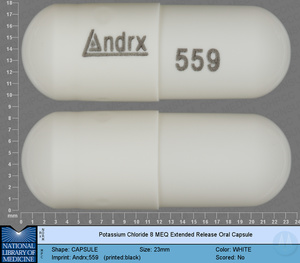 Andrx 559
Potassium Chloride 8 MEQ Extended Release Oral Capsule
NATIONAL
LIBRARY OF
MEDICINE
Shape: CAPSULE Size: 23mm Color: WHITE
Imprint: Andrx;559 (printed:black)
18
17
16
15
14
13
12
11
10
9
8
7
6
5
4
3
2
1
0
mm
0 1 2 3 4 5 6 7 8 9 10 11 12 13 14 15 16 17 18 19 20 21 22 23 24 25 26